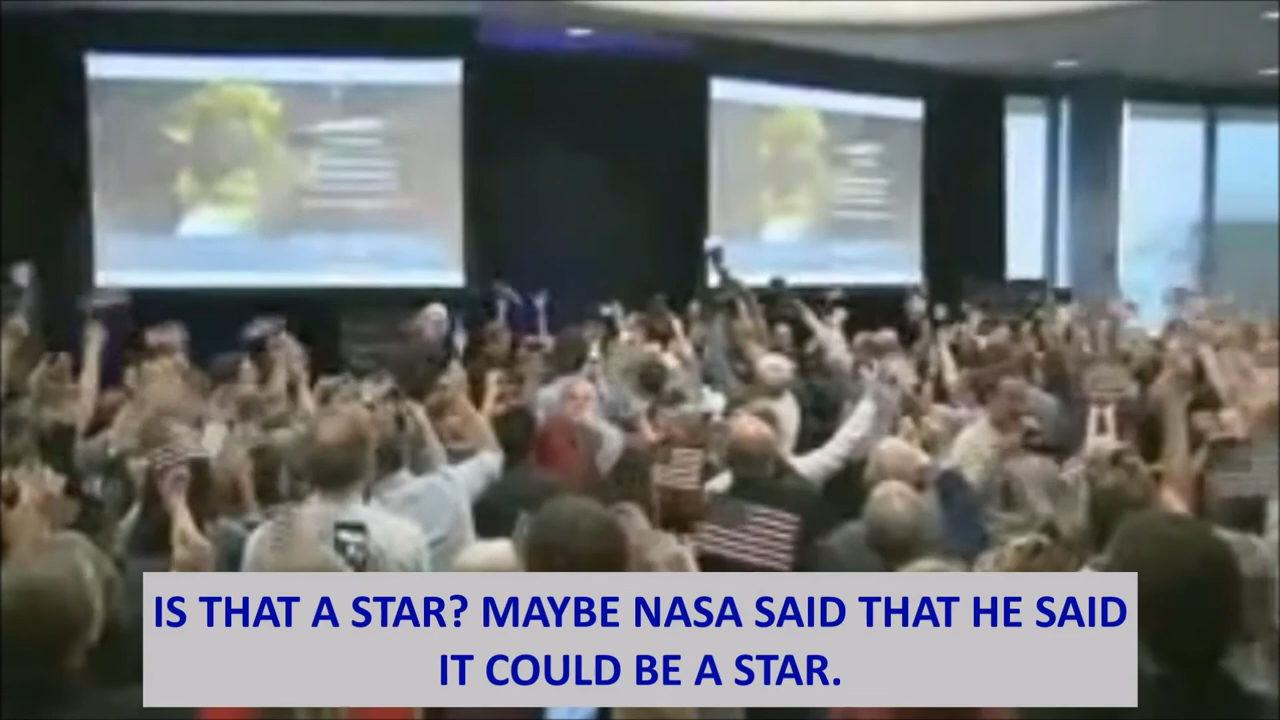 IS THAT A STAR? MAYBE NASA SAID THAT HE SAID
IT COULD BE A STAR.